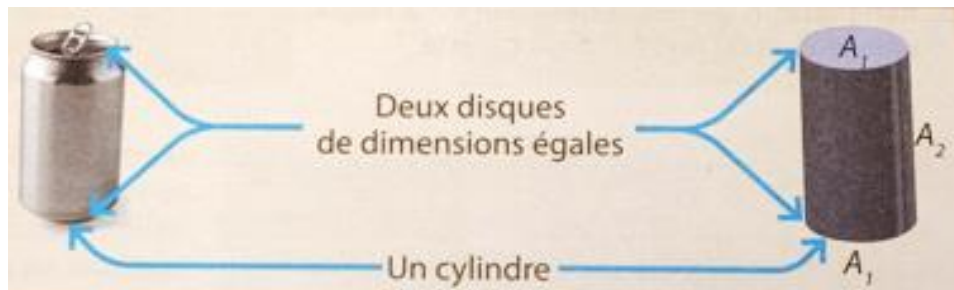 A₁
Deux disques
de dimensions égales
A₂
Un cylindre
A₁